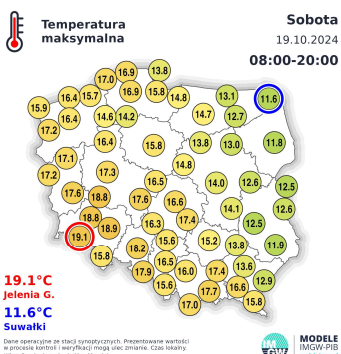 Temperatura
maksymalna
Sobota
19.10.2024
08:00-20:00
17.0 16.9 13.8
16.4 15.7 16.9 15.8 14.8 13.1 11.6
15.9 16.4 14.6 14.2 14.7 12.7
17.2 16.4 15.8 13.8 13.0 11.8
17.1 14.8
17.2 17.3 16.5 14.0 12.6 12.5
17.6 18.8 17.6 16.6 14.1 12.6
18.8 18.9 16.3 17.4 12.5
19.1 18.2 15.6 15.2 13.8 11.9
15.8 17.9 16.5 16.0 17.4 13.6
15.6 17.7 16.6 12.9
17.0 15.8
19.1°C
Jelenia G.
11.6°C
Suwałki
Dane operacyjne ze stacji synoptycznych. Prezentowane wartości
w procesie kontroli i weryfikacji mogą ulec zmianie. Czas lokalny.
IM
GW
MODELE
IMGW-PIB